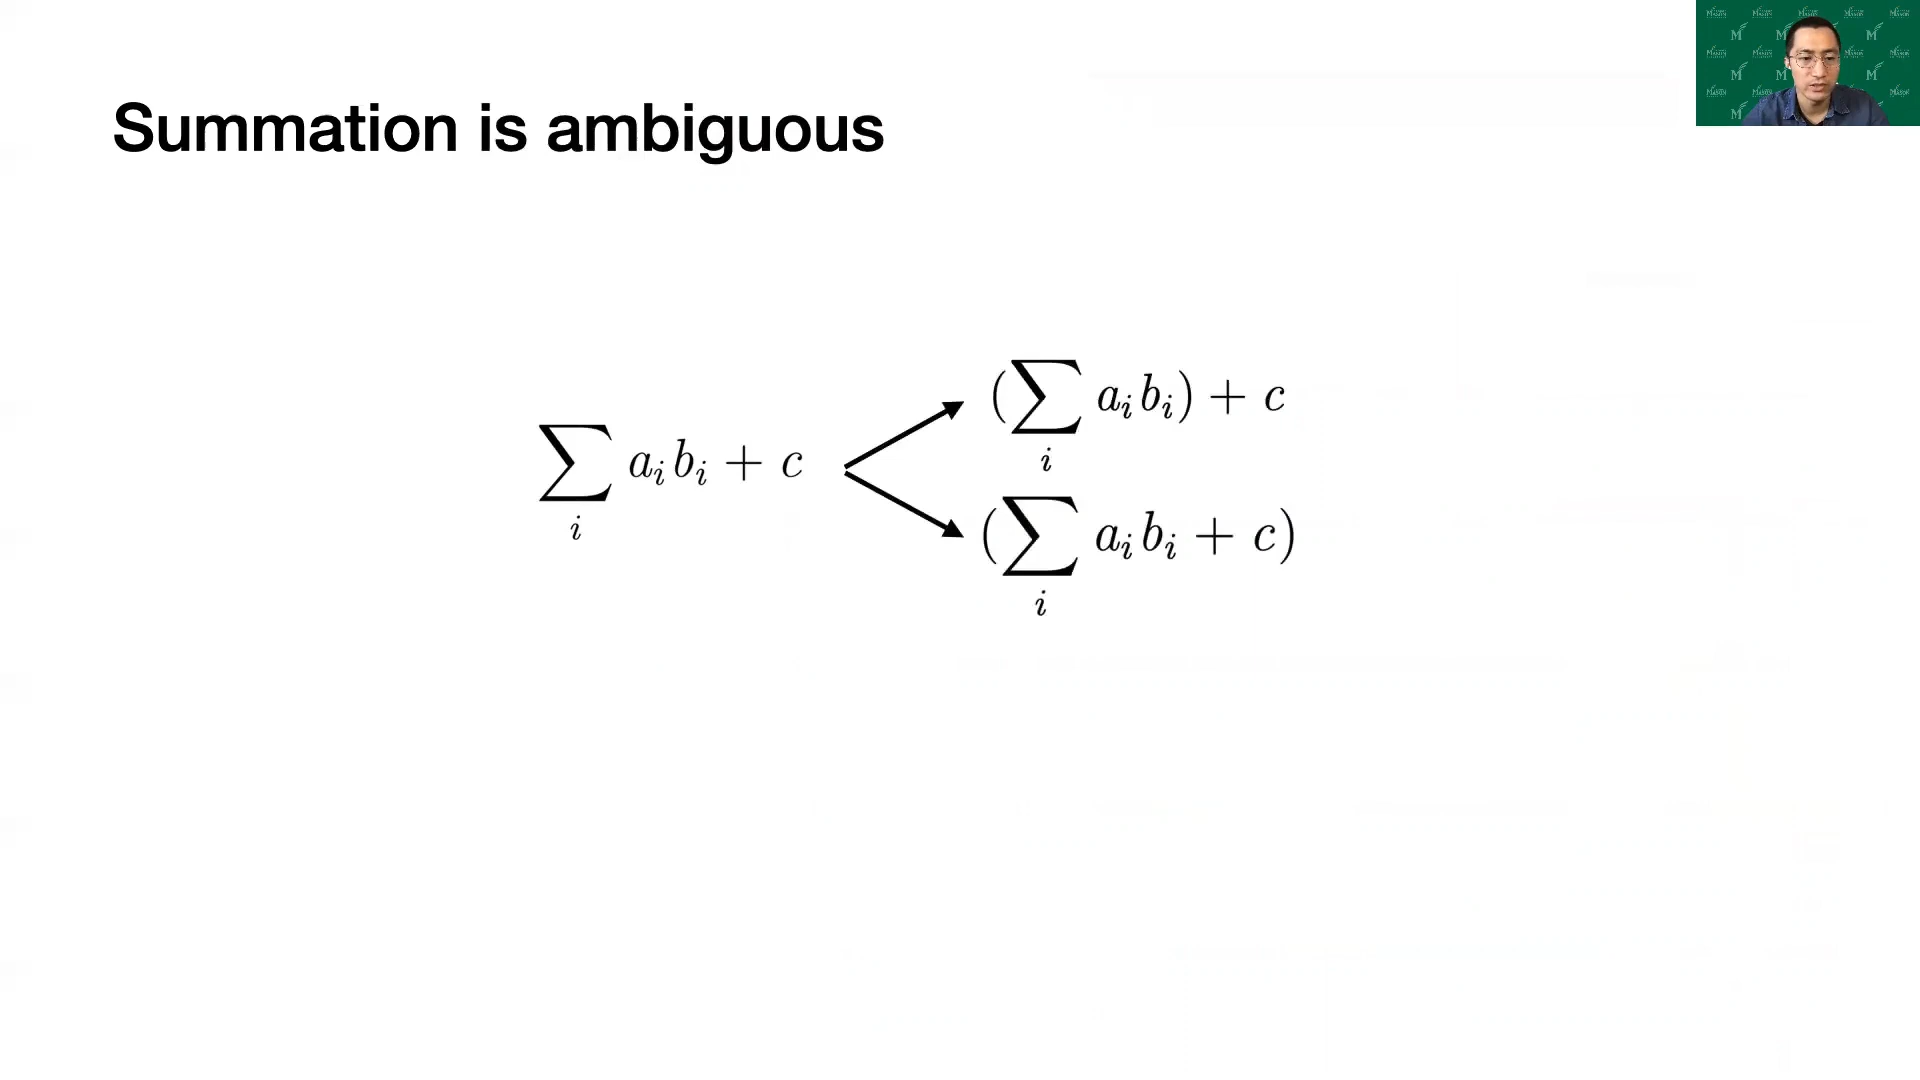 Summation is ambiguous
(∑_i a_i b_i) + c
∑_i a_i b_i + c
(∑_i a_i b_i + c)